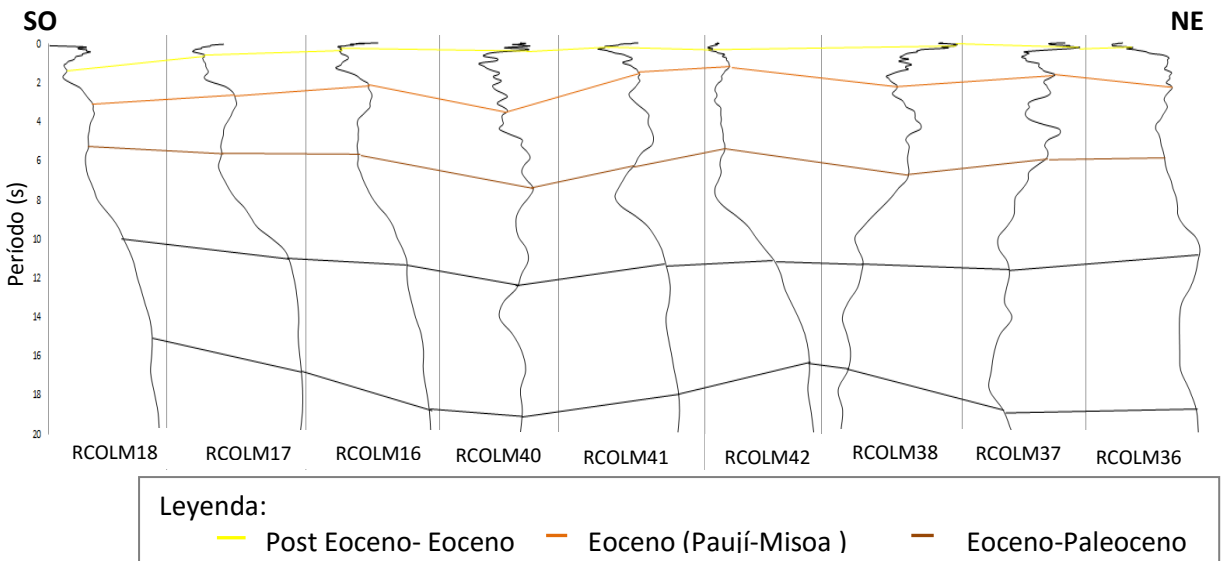 SO
NE
Período (s)
0
2
4
6
8
10
12
14
16
18
20
RCOLM18
RCOLM17
RCOLM16
RCOLM40
RCOLM41
RCOLM42
RCOLM38
RCOLM37
RCOLM36
Leyenda:
Post Eoceno- Eoceno
Eoceno (Paují-Misoa )
Eoceno-Paleoceno